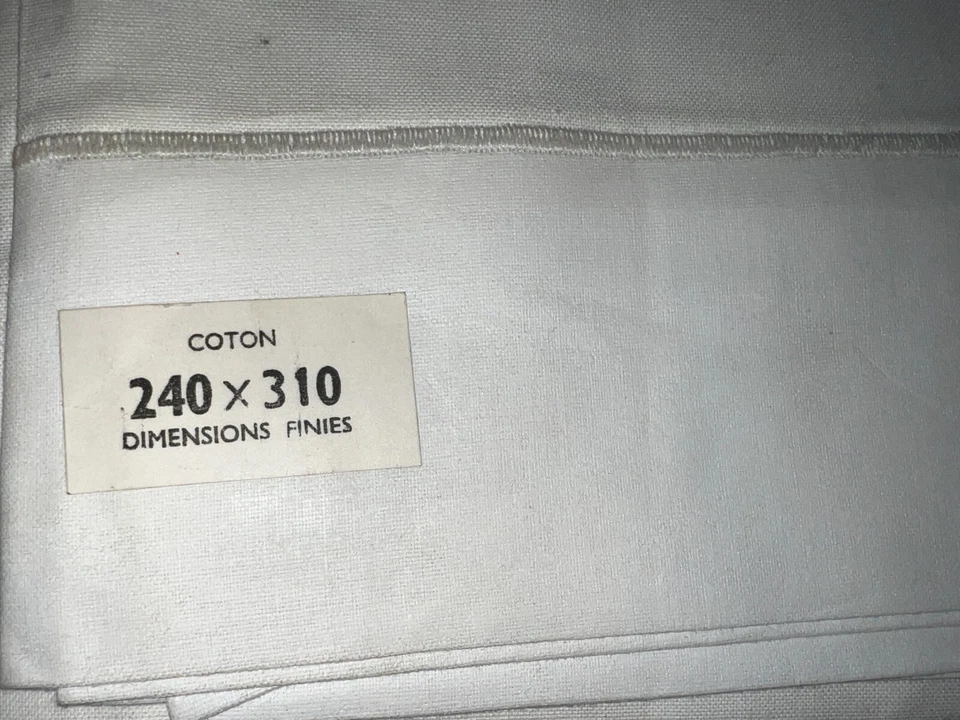 COTON
240 X 310
DIMENSIONS FINIES